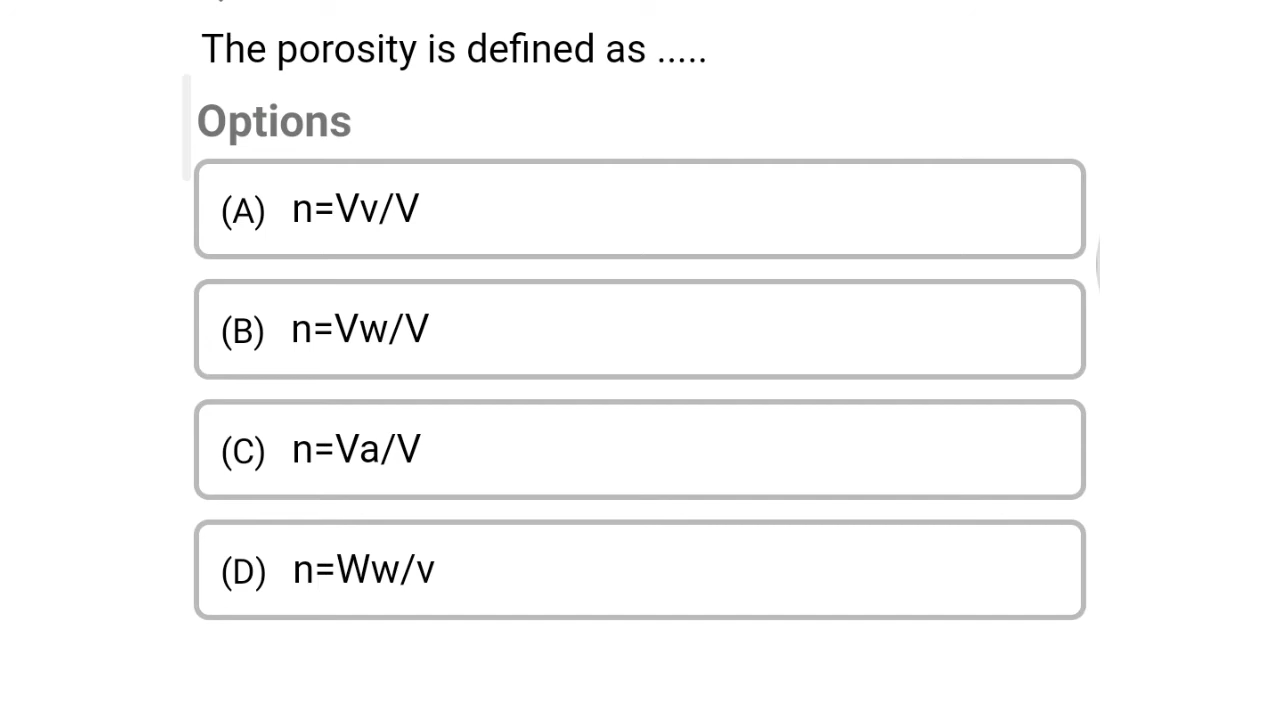 The porosity is defined as .....
Options
(A) n=Vv/V
(B) n=Vw/V
(C) n=Va/V
(D) n=Ww/v